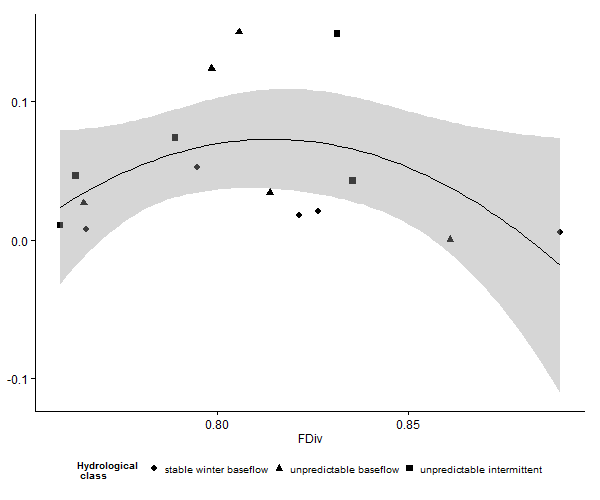 0.1
0.0
-0.1
0.80 0.85
FDiv
Hydrological
class
stable winter baseflow unpredictable baseflow unpredictable intermittent